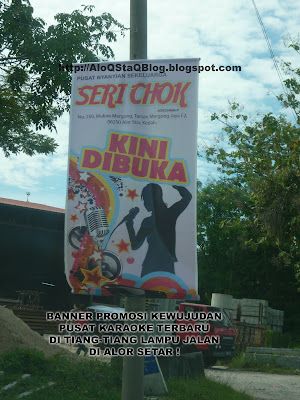 http://AloQStaQBlog.blogspot.com
PUSAT NYANYIAN SEKELUARGA
SERI CHOK
KINI
DIBUKA
BANNER PROMOSI KEWUJUDAN
PUSAT KARAOKE TERBARU
DI TIANG-TIANG LAMPU JALAN
DI ALOR SETAR !